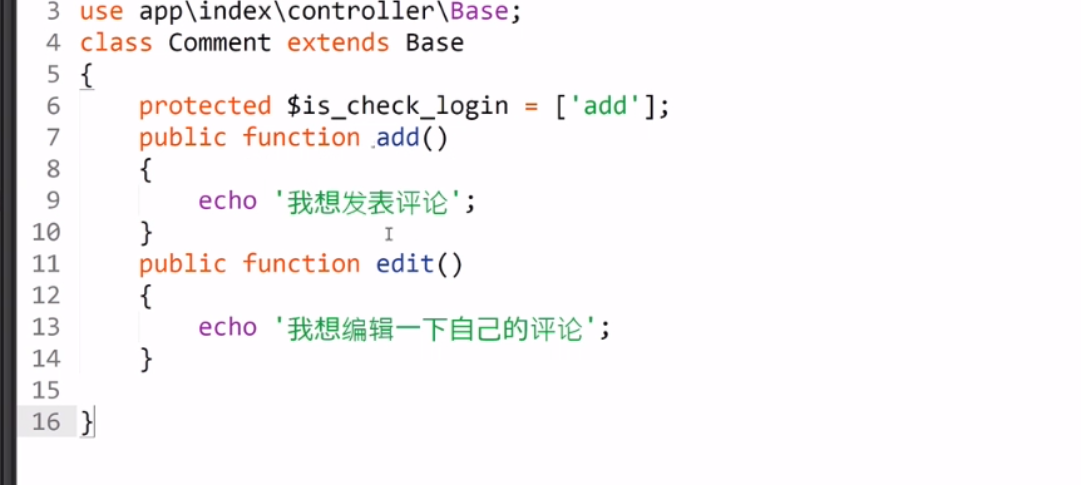 3 use app\index\controller\Base;
4 class Comment extends Base
5 {
6     protected $is_check_login = ['add'];
7     public function add()
8     {
9         echo '我想发表评论';
10     }
11     public function edit()
12     {
13         echo '我想编辑一下自己的评论';
14     }
15
16 }